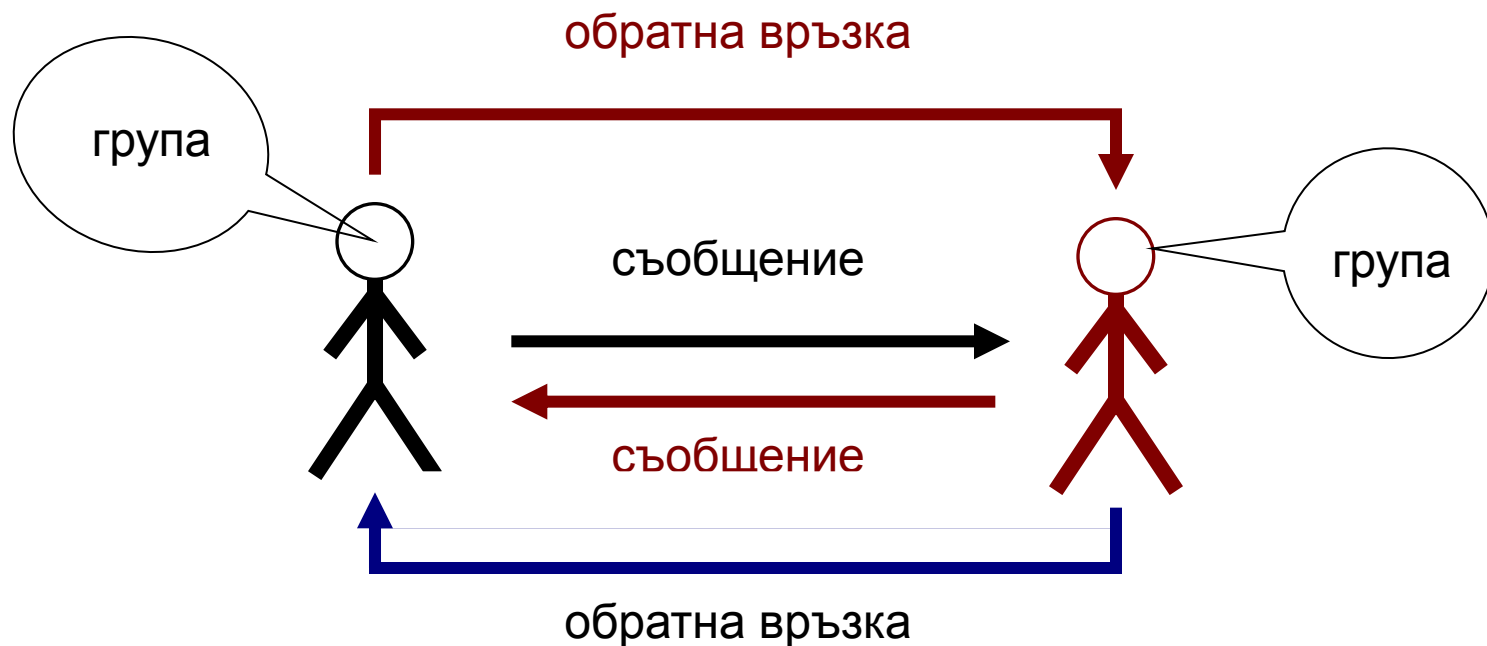 обратна връзка
група
съобщение
група
съобщение
обратна връзка